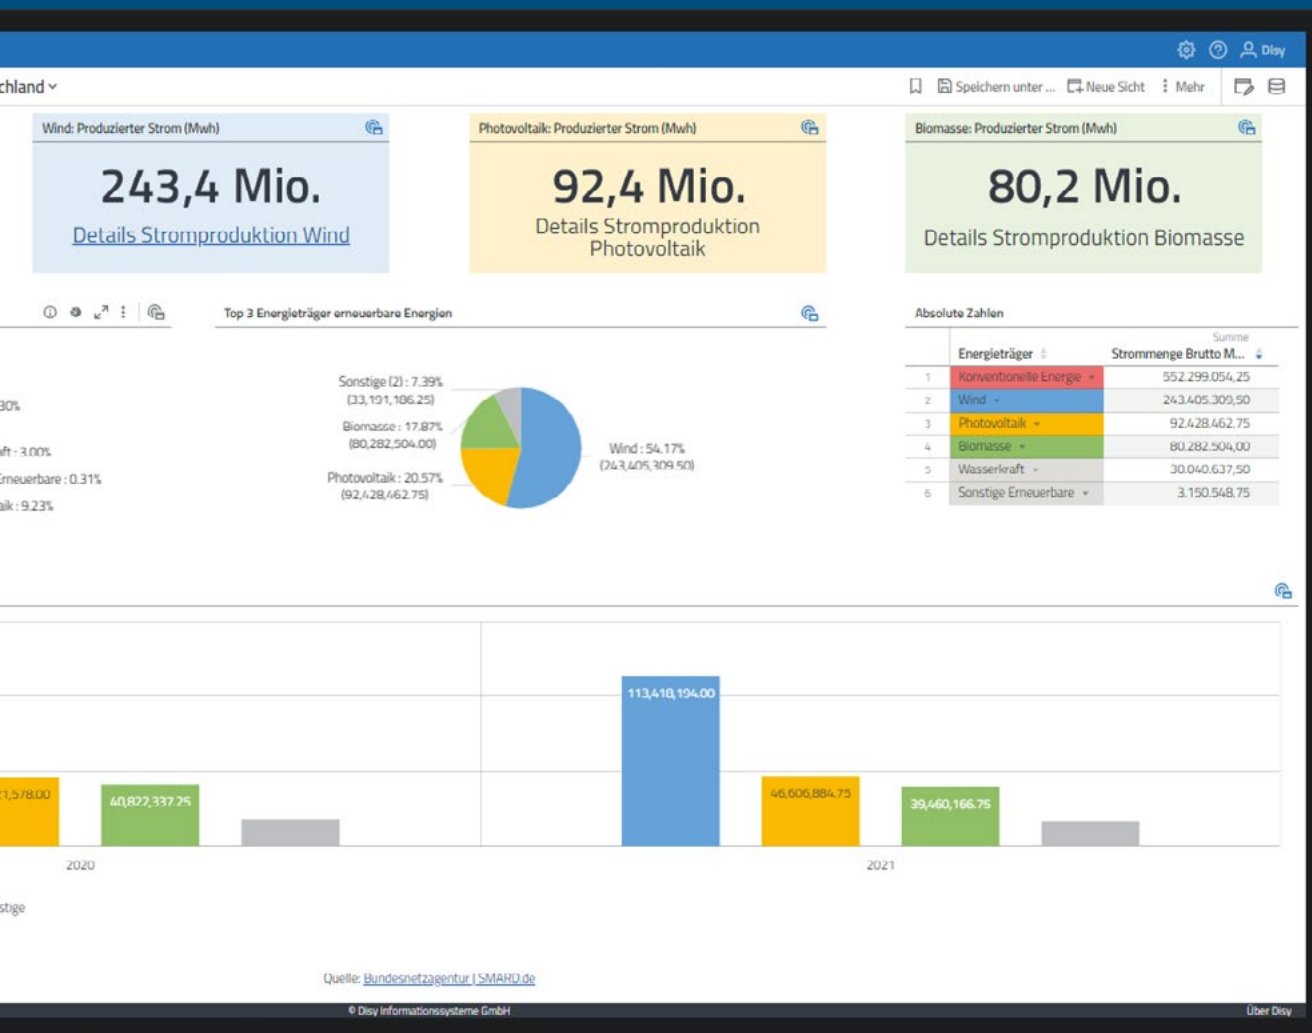 Disy
chland
Speichern unter ... Neue Sicht Mehr
Wind: Produzierter Strom (Mwh)
243,4 Mio.
Details Stromproduktion Wind
Photovoltaik: Produzierter Strom (Mwh)
92,4 Mio.
Details Stromproduktion
Photovoltaik
Biomasse: Produzierter Strom (Mwh)
80,2 Mio.
Details Stromproduktion Biomasse
30%
aft : 3.00%
Erneuerbare : 0.31%
aik : 9.23%
Top 3 Energieträger erneuerbare Energien
Sonstige (2) : 7.39%
(33,191,186.25)
Biomasse : 17.87%
(80,282,504.00)
Photovoltaik : 20.57%
(92,428,462.75)
Wind : 54.17%
(243,405,309.50)
Absolute Zahlen
Summe
Energieträger Strommenge Brutto M...
1 Konventionelle Energie 552.299.054,25
2 Wind 243.405.309,50
3 Photovoltaik 92.428.462,75
4 Biomasse 80.282.504,00
5 Wasserkraft 30.040.637,50
6 Sonstige Erneuerbare 3.150.548,75
1,578.00
40,822,337.25
113,418,194.00
46,606,884.75
39,460,166.75
2020
2021
stige
Quelle: Bundesnetzagentur | SMARD.de
© Disy Informationssysteme GmbH
Über Disy